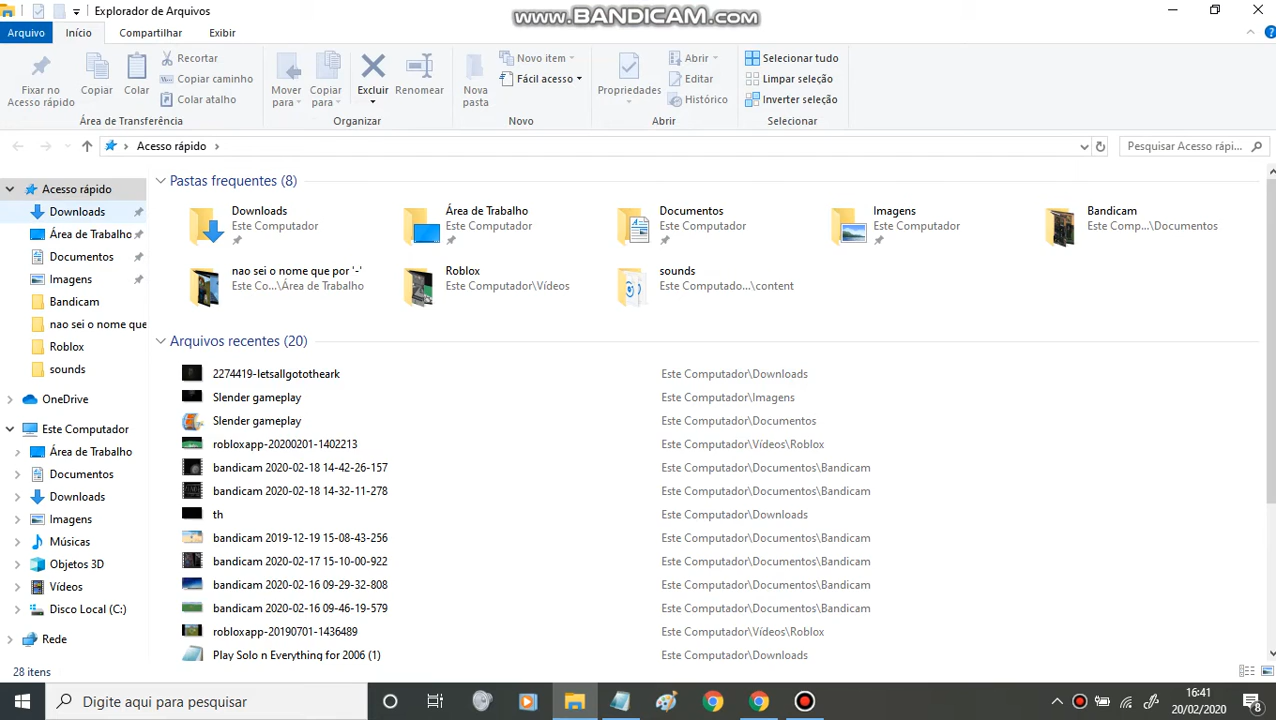 Explorador de Arquivos
www.BANDICAM.com
Arquivo Início Compartilhar Exibir
Fixar no Acesso rápido
Copiar
Colar
Recortar
Copiar caminho
Colar atalho
Área de Transferência
Mover para
Copiar para
Excluir
Renomear
Organizar
Nova pasta
Novo item
Fácil acesso
Novo
Propriedades
Abrir
Editar
Histórico
Abrir
Selecionar tudo
Limpar seleção
Inverter seleção
Selecionar
Acesso rápido
Pesquisar Acesso rápi...
Acesso rápido
Downloads
Área de Trabalho
Documentos
Imagens
Bandicam
nao sei o nome que
Roblox
sounds
OneDrive
Este Computador
Área de Trabalho
Documentos
Downloads
Imagens
Músicas
Objetos 3D
Vídeos
Disco Local (C:)
Rede
Pastas frequentes (8)
Downloads
Este Computador
Área de Trabalho
Este Computador
Documentos
Este Computador
Imagens
Este Computador
Bandicam
Este Comp...\Documentos
nao sei o nome que por '-'
Este Co...\Área de Trabalho
Roblox
Este Computador\Vídeos
sounds
Este Computado...\content
Arquivos recentes (20)
2274419-letsallgototheark Este Computador\Downloads
Slender gameplay Este Computador\Imagens
Slender gameplay Este Computador\Documentos
robloxapp-20200201-1402213 Este Computador\Vídeos\Roblox
bandicam 2020-02-18 14-42-26-157 Este Computador\Documentos\Bandicam
bandicam 2020-02-18 14-32-11-278 Este Computador\Documentos\Bandicam
th Este Computador\Downloads
bandicam 2019-12-19 15-08-43-256 Este Computador\Documentos\Bandicam
bandicam 2020-02-17 15-10-00-922 Este Computador\Documentos\Bandicam
bandicam 2020-02-16 09-29-32-808 Este Computador\Documentos\Bandicam
bandicam 2020-02-16 09-46-19-579 Este Computador\Documentos\Bandicam
robloxapp-20190701-1436489 Este Computador\Vídeos\Roblox
Play Solo n Everything for 2006 (1) Este Computador\Downloads
28 itens
Digite aqui para pesquisar
16:41
20/02/2020
8